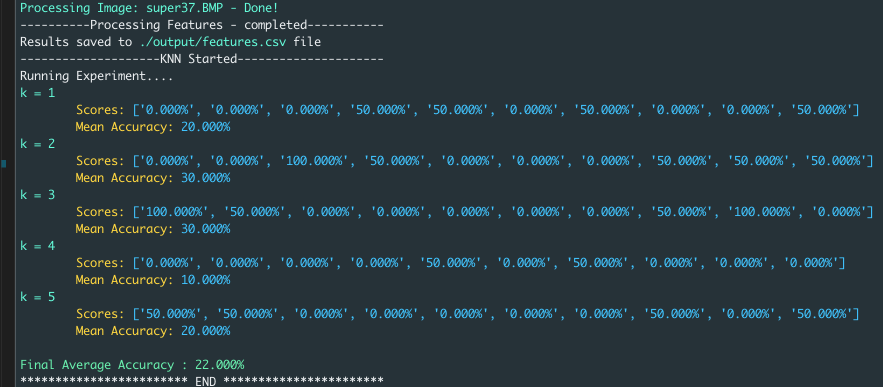 Processing Image: super37.BMP - Done!
----------Processing Features - completed-----------
Results saved to ./output/features.csv file
--------------------KNN Started---------------------
Running Experiment....
k = 1
Scores: ['0.000%', '0.000%', '0.000%', '50.000%', '50.000%', '0.000%', '50.000%', '0.000%', '0.000%', '50.000%']
Mean Accuracy: 20.000%
k = 2
Scores: ['0.000%', '0.000%', '100.000%', '50.000%', '0.000%', '0.000%', '0.000%', '50.000%', '50.000%', '50.000%']
Mean Accuracy: 30.000%
k = 3
Scores: ['100.000%', '50.000%', '0.000%', '0.000%', '0.000%', '0.000%', '0.000%', '50.000%', '100.000%', '0.000%']
Mean Accuracy: 30.000%
k = 4
Scores: ['0.000%', '0.000%', '0.000%', '0.000%', '50.000%', '0.000%', '50.000%', '0.000%', '0.000%', '0.000%']
Mean Accuracy: 10.000%
k = 5
Scores: ['50.000%', '50.000%', '0.000%', '0.000%', '0.000%', '0.000%', '0.000%', '50.000%', '0.000%', '50.000%']
Mean Accuracy: 20.000%
Final Average Accuracy : 22.000%
************************ END ***********************